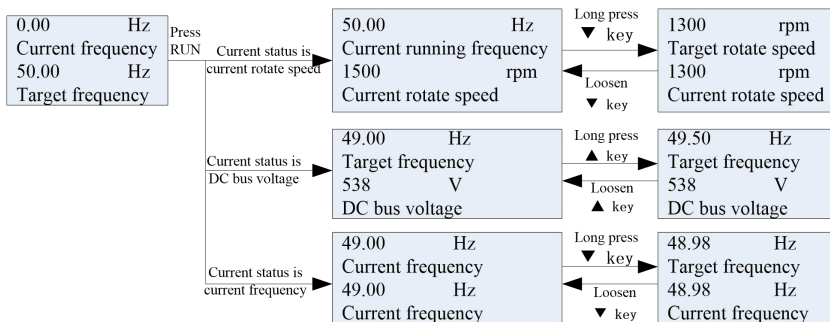 0.00 Hz
Current frequency
50.00 Hz
Target frequency
Press
RUN
Current status is
current rotate speed
50.00 Hz
Current running frequency
1500 rpm
Current rotate speed
Long press
▼ key
Loosen
▼ key
1300 rpm
Target rotate speed
1300 rpm
Current rotate speed
Current status is
DC bus voltage
49.00 Hz
Target frequency
538 V
DC bus voltage
Long press
▲ key
Loosen
▲ key
49.50 Hz
Target frequency
538 V
DC bus voltage
Current status is
current frequency
49.00 Hz
Current frequency
49.00 Hz
Current frequency
Long press
▼ key
Loosen
▼ key
48.98 Hz
Target frequency
48.98 Hz
Current frequency